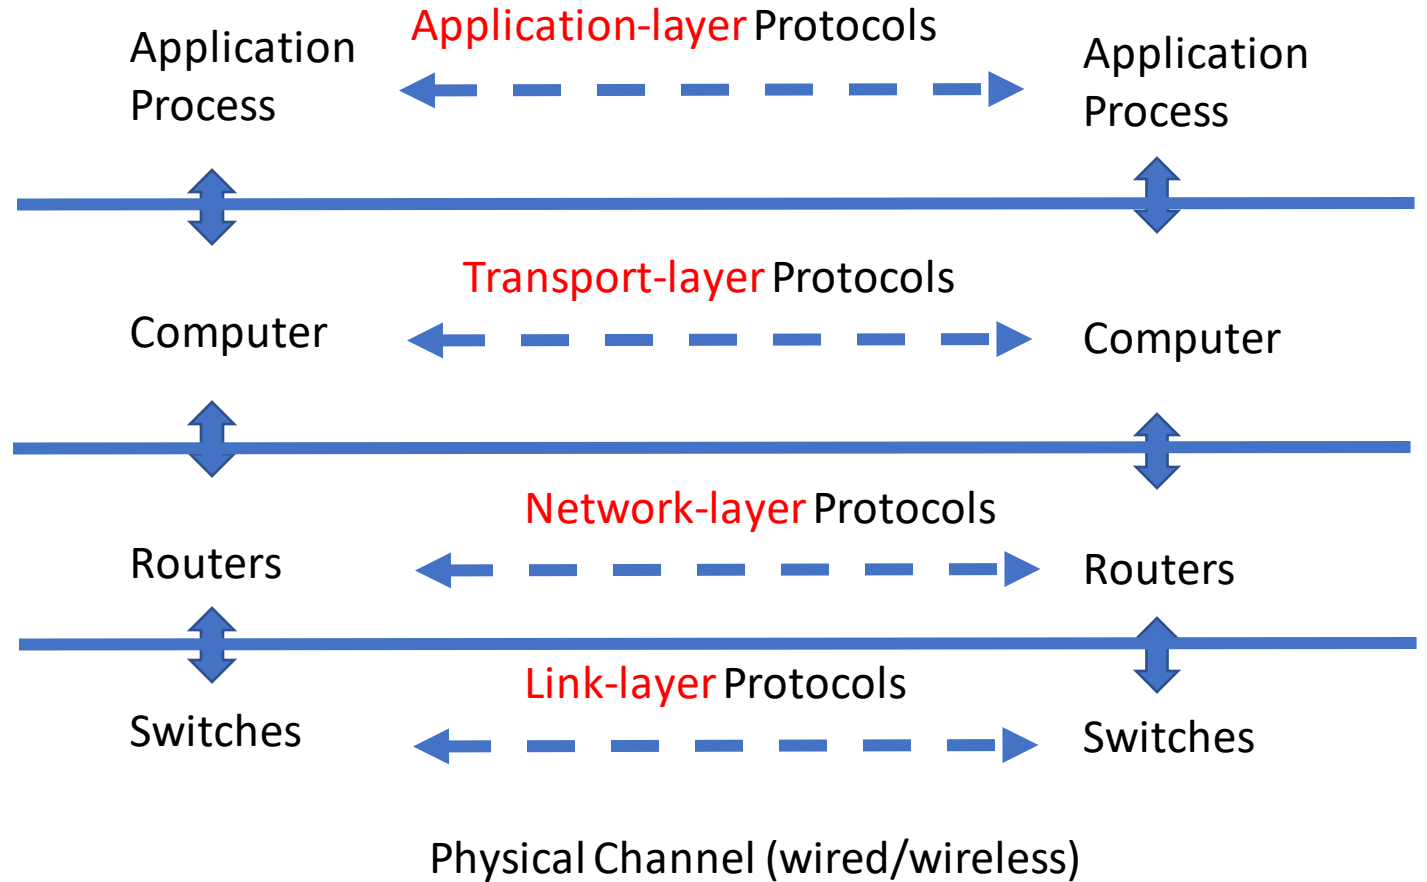 Application-layer Protocols
Application
Process
Application
Process
Transport-layer Protocols
Computer
Computer
Network-layer Protocols
Routers
Routers
Link-layer Protocols
Switches
Switches
Physical Channel (wired/wireless)